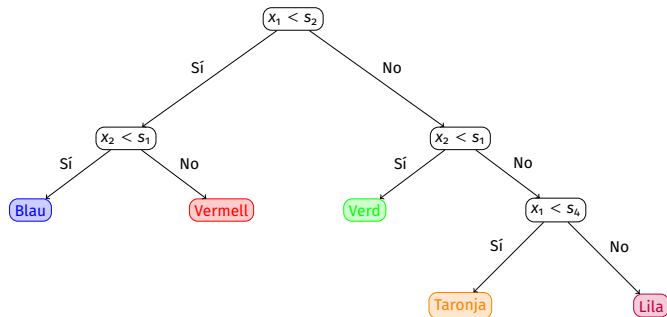 x₁ < s₂
Sí
No
x₂ < s₁
x₂ < s₁
Sí
No
Sí
No
Blau
Vermell
Verd
x₁ < s₄
Sí
No
Taronja
Lila